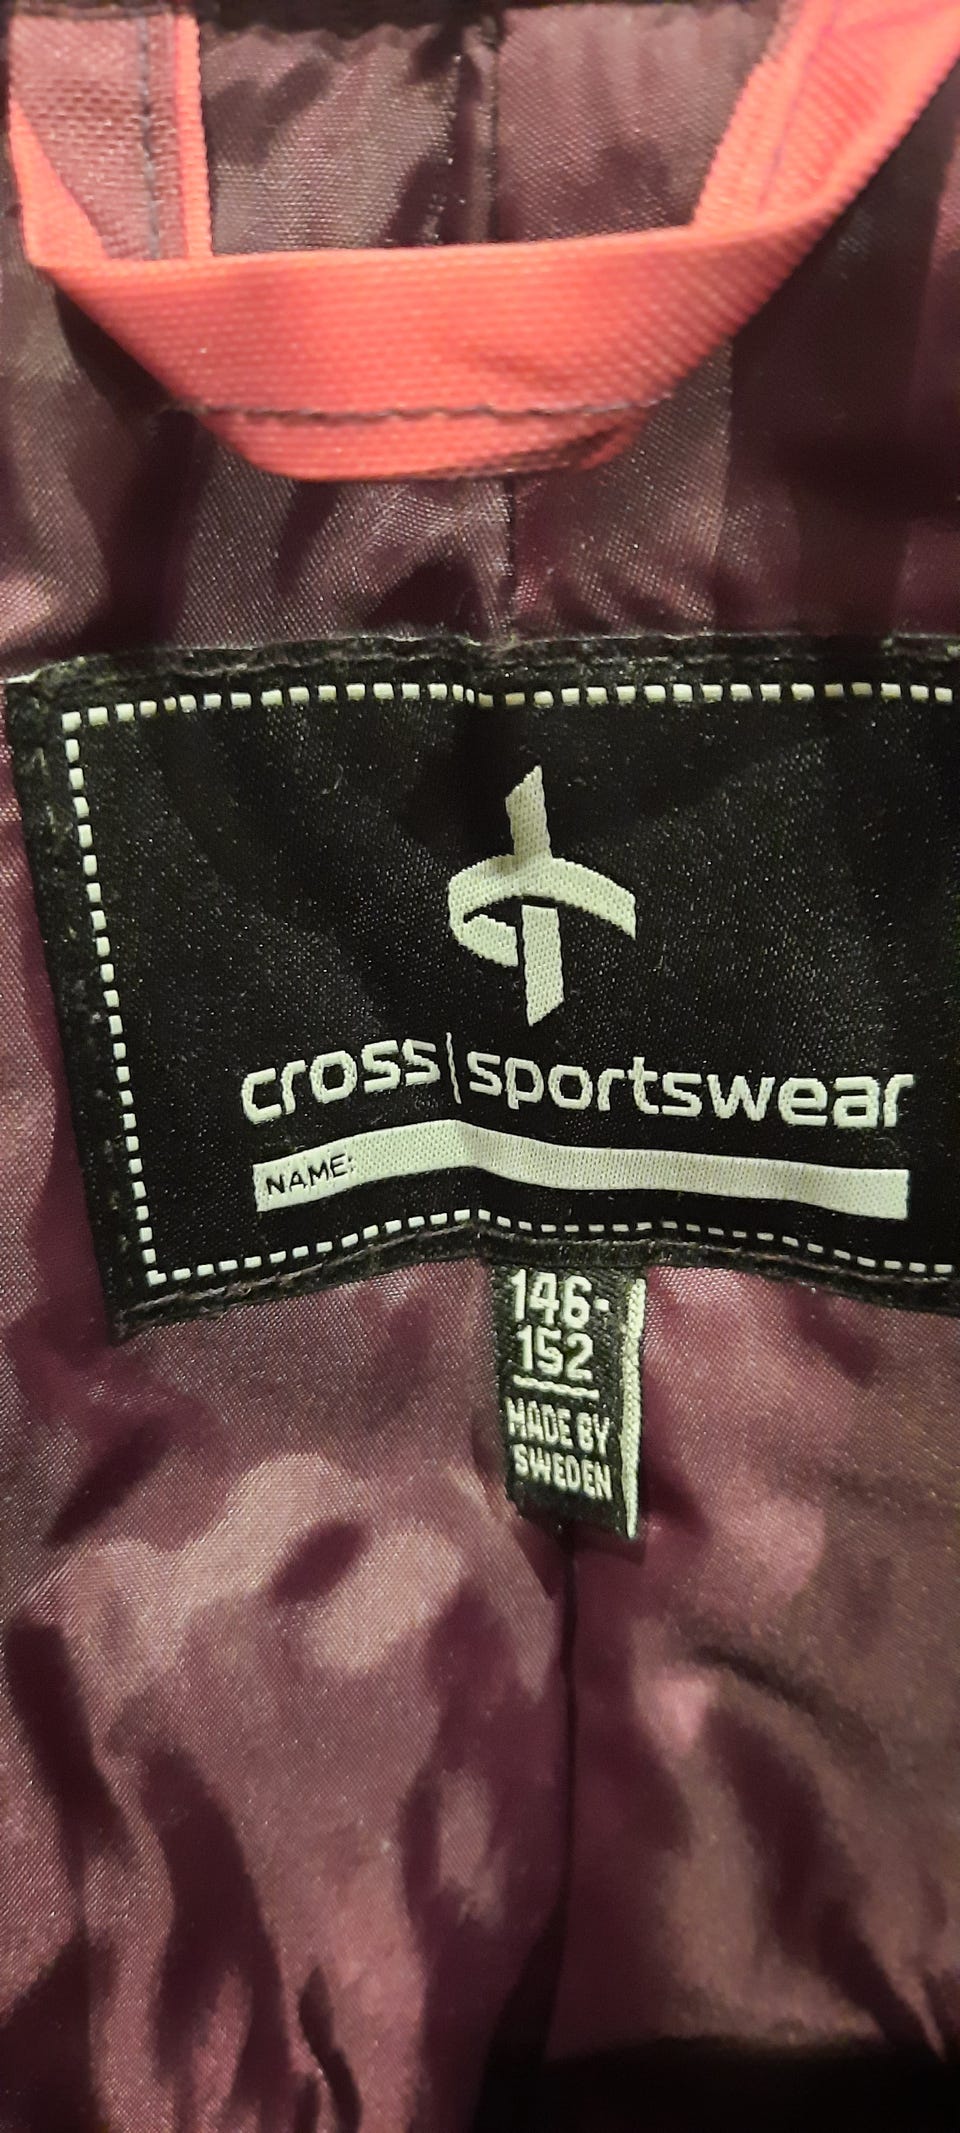 cross|sportswear
NAME:
146-
152
MADE BY
SWEDEN